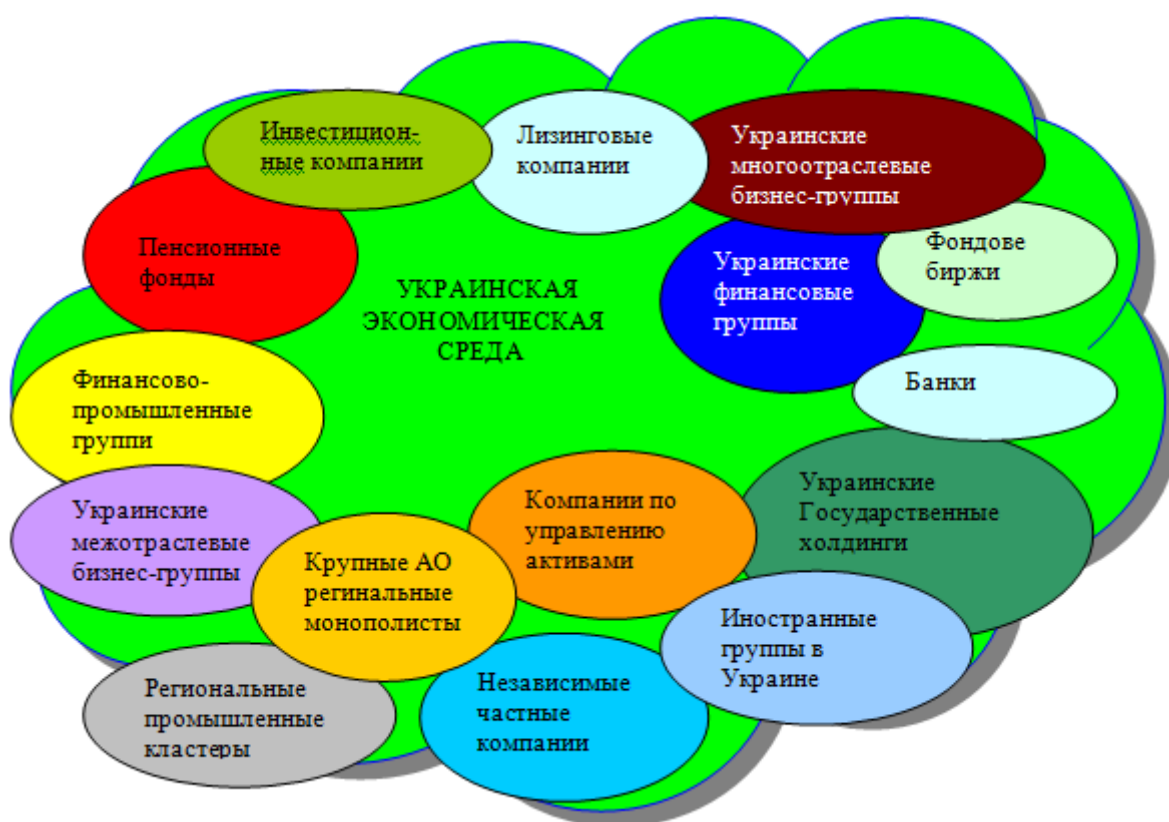 Инвестицион-
ные компании
Лизинговые
компании
Украинские
многоотраслевые
бизнес-группы
Пенсионные
фонды
УКРАИНСКАЯ
ЭКОНОМИЧЕСКАЯ
СРЕДА
Украинские
финансовые
группы
Фондове
биржи
Банки
Финансово-
промышленные
группи
Украинские
межотраслевые
бизнес-группы
Крупные АО
регинальные
монополисты
Компании по
управлению
активами
Украинские
Государственные
холдинги
Иностранные
группы в
Украине
Региональные
промышленные
кластеры
Независимые
частные
компании